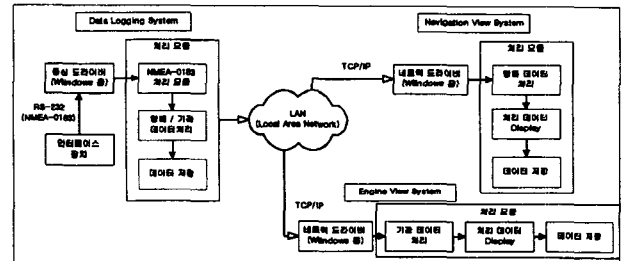 Data Logging System
처리 모듈
통신 드라이버
(Windows 용)
NMEA-0183
처리 모듈
RS-232
(NMEA-0183)
항해 / 기관
데이터처리
인터페이스
장치
데이터 저장
LAN
(Local Area Network)
TCP/IP
Navigation View System
처리 모듈
네트웍 드라이버
(Windows 용)
항해 데이터
처리
처리 데이터
Display
데이터 저장
TCP/IP
Engine View System
처리 모듈
네트웍 드라이버
(Windows 용)
기관 데이터
처리
처리 데이터
Display
데이터 저장